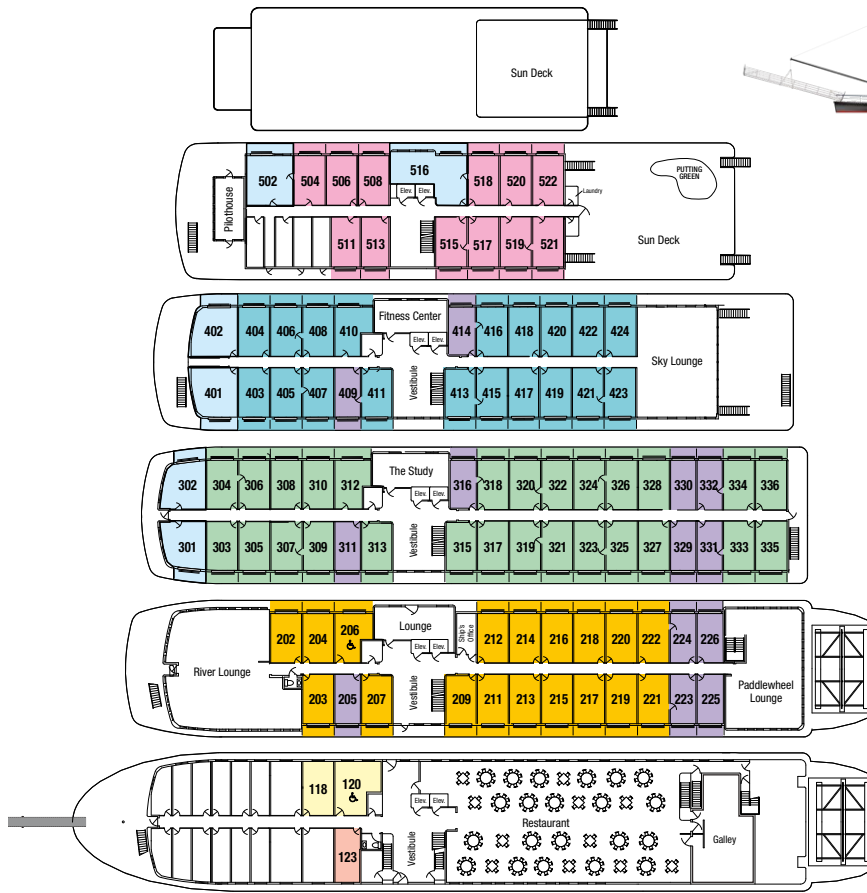 Sun Deck
502 504 506 508 516 518 520 522
Elev. Elev.
Laundry
PUTTING
GREEN
Pilothouse
Sun Deck
511 513 515 517 519 521
Fitness Center
402 404 406 408 410 414 416 418 420 422 424
Elev. Elev.
Sky Lounge
Vestibule
401 403 405 407 409 411 413 415 417 419 421 423
The Study
302 304 306 308 310 312 316 318 320 322 324 326 328 330 332 334 336
Elev. Elev.
Vestibule
301 303 305 307 309 311 313 315 317 319 321 323 325 327 329 331 333 335
Lounge
Ship's
Office
202 204 206 212 214 216 218 220 222 224 226
Elev. Elev.
River Lounge
Vestibule
Paddlewheel
Lounge
203 205 207 209 211 213 215 217 219 221 223 225
118 120
Elev. Elev.
Restaurant
Vestibule
Galley
123